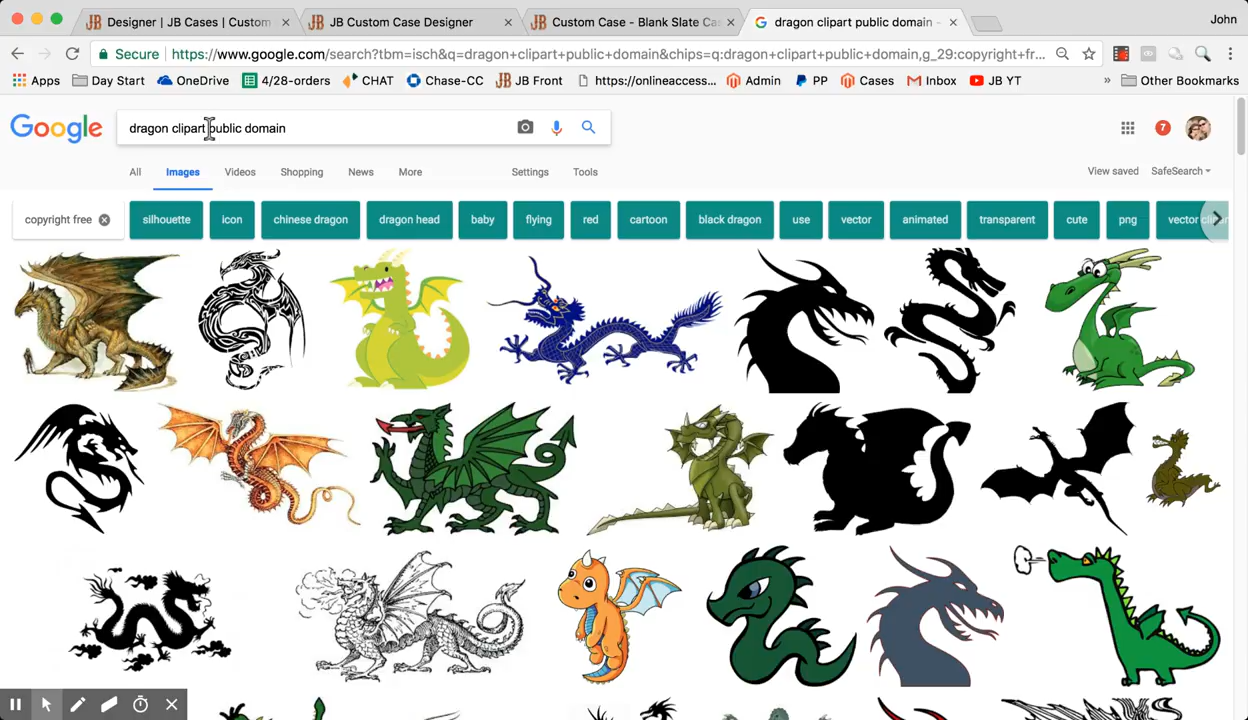 Designer | JB Cases | Custom
JB Custom Case Designer
Custom Case - Blank Slate Cas
dragon clipart public domain -
John
Secure
https://www.google.com/search?tbm=isch&q=dragon+clipart+public+domain&chips=q:dragon+clipart+public+domain,g_29:copyright+fr...
Apps
Day Start
OneDrive
4/28-orders
CHAT
Chase-CC
JB Front
https://onlineaccess...
Admin
PP
Cases
Inbox
JB YT
»
Other Bookmarks
Google
dragon clipart public domain
7
All
Images
Videos
Shopping
News
More
Settings
Tools
View saved
SafeSearch
copyright free
silhouette
icon
chinese dragon
dragon head
baby
flying
red
cartoon
black dragon
use
vector
animated
transparent
cute
png